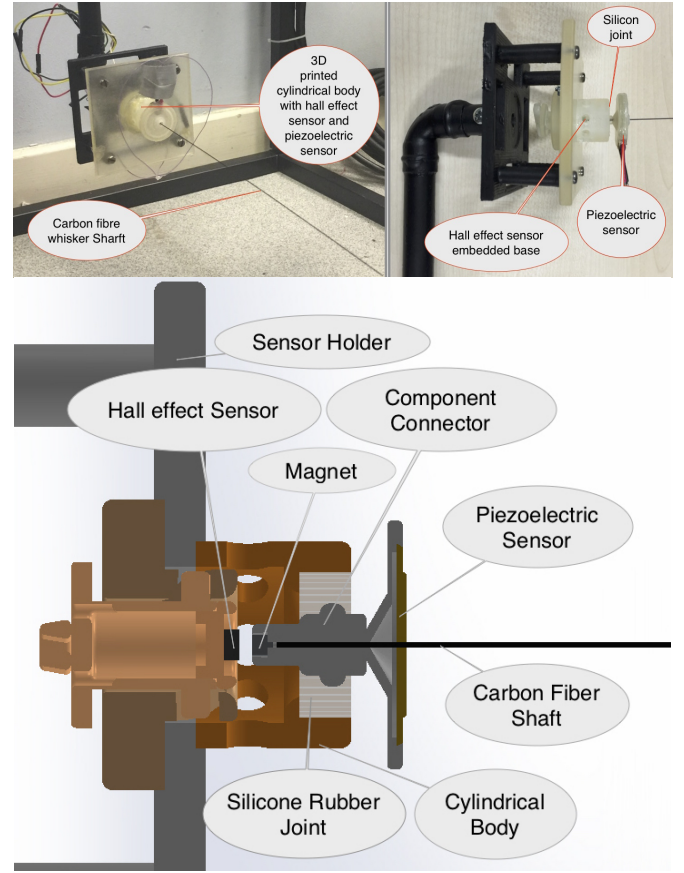 3D
printed
cylindrical body
with hall effect
sensor and
piezoelectric
sensor
Carbon fibre
whisker Sharft
Silicon
joint
Hall effect sensor
embedded base
Piezoelectric
sensor
Sensor Holder
Hall effect Sensor
Component
Connector
Magnet
Piezoelectric
Sensor
Carbon Fiber
Shaft
Silicone Rubber
Joint
Cylindrical
Body